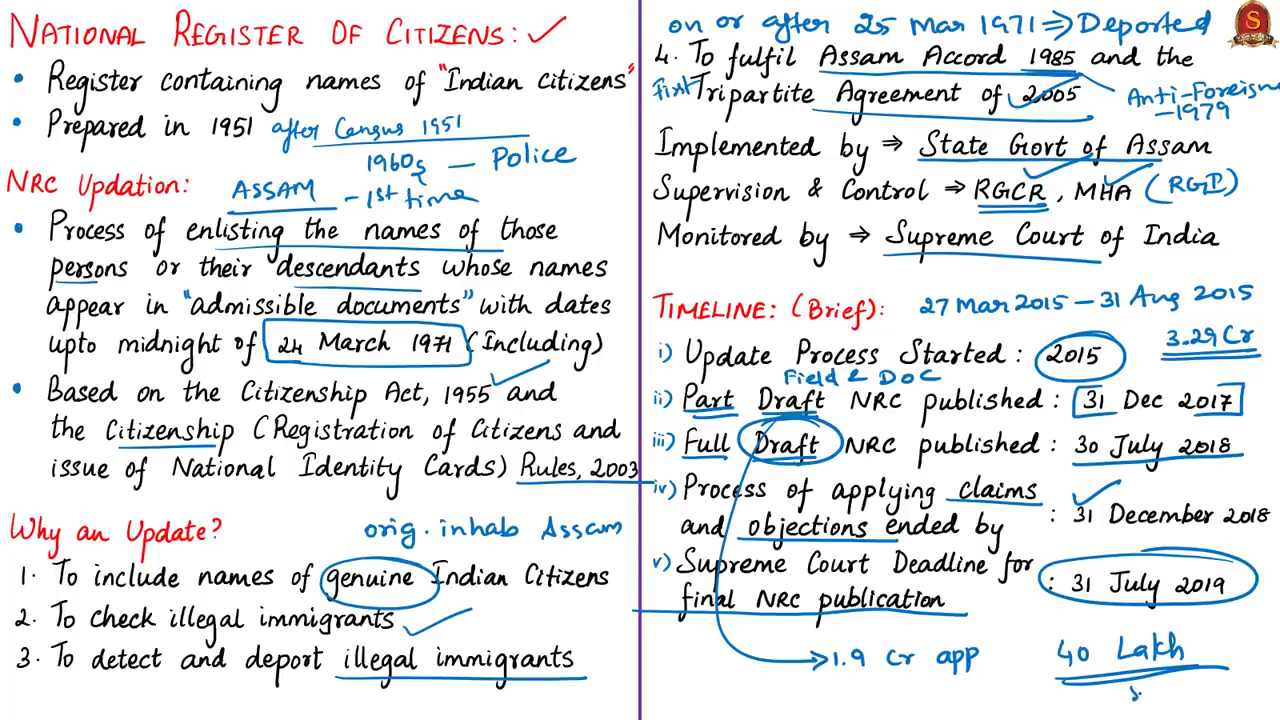 NATIONAL REGISTER OF CITIZENS:
• Register containing names of "Indian citizens"
• Prepared in 1951 after Census 1951
1960s — Police
NRC Updation: ASSAM - 1st time
• Process of enlisting the names of those
persons or their descendants whose names
appear in "admissible documents" with dates
upto midnight of 24 March 1971 (Including)
• Based on the Citizenship Act, 1955 and
the Citizenship (Registration of Citizens and
issue of National Identity Cards) Rules, 2003
Why an Update? orig. inhab Assam
1. To include names of genuine Indian Citizens
2. To check illegal immigrants
3. To detect and deport illegal immigrants
on or after 25 Mar 1971 ⇒ Deported
4. To fulfil Assam Accord 1985 and the
First Tripartite Agreement of 2005
Anti-Foreign
-1979
Implemented by ⇒ State Govt of Assam
Supervision & Control ⇒ RGCR, MHA (RGI)
Monitored by ⇒ Supreme Court of India
TIMELINE: (Brief): 27 Mar 2015 – 31 Aug 2015
3.29 Cr
i) Update Process Started : 2015
Field & DOC
ii) Part Draft NRC published : 31 Dec 2017
iii) Full Draft NRC published : 30 July 2018
iv) Process of applying claims
and objections ended by : 31 December 2018
v) Supreme Court Deadline for
final NRC publication : 31 July 2019
1.9 Cr app
40 Lakh
S